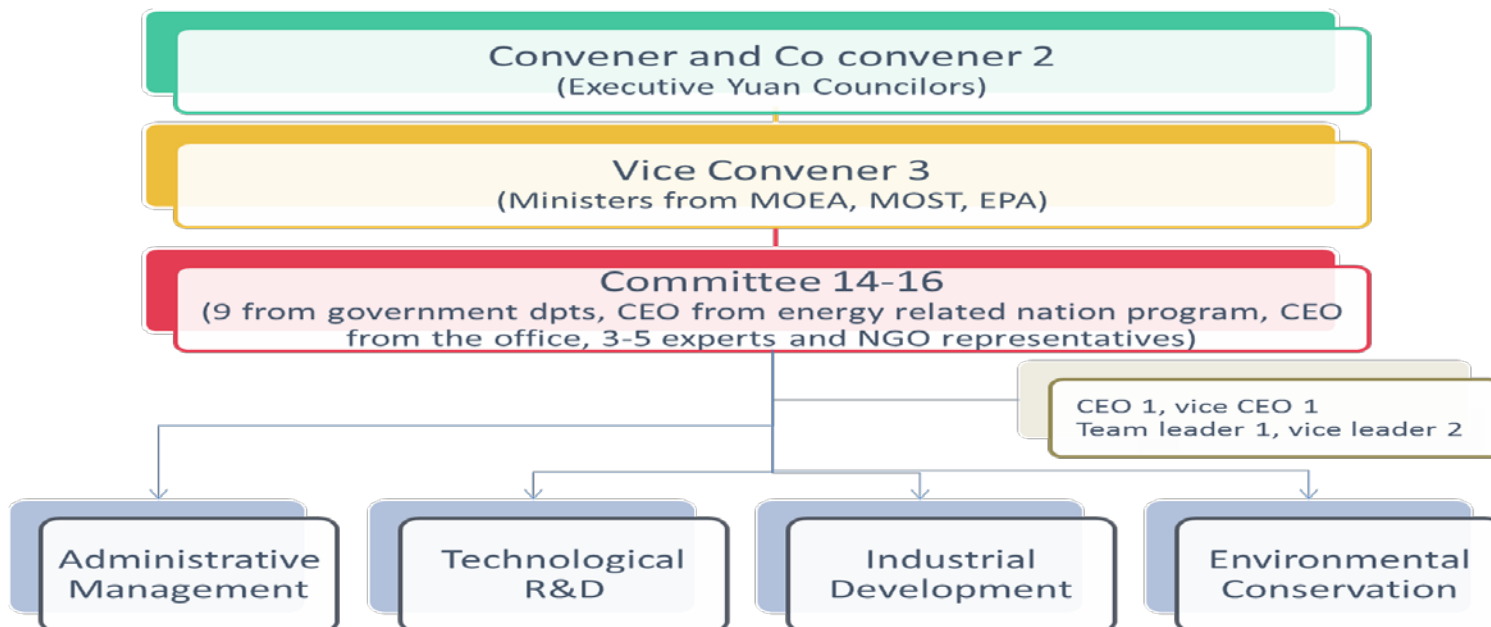 Convener and Co convener 2
(Executive Yuan Councilors)
Vice Convener 3
(Ministers from MOEA, MOST, EPA)
Committee 14-16
(9 from government dpts, CEO from energy related nation program, CEO
from the office, 3-5 experts and NGO representatives)
CEO 1, vice CEO 1
Team leader 1, vice leader 2
Administrative
Management
Technological
R&D
Industrial
Development
Environmental
Conservation